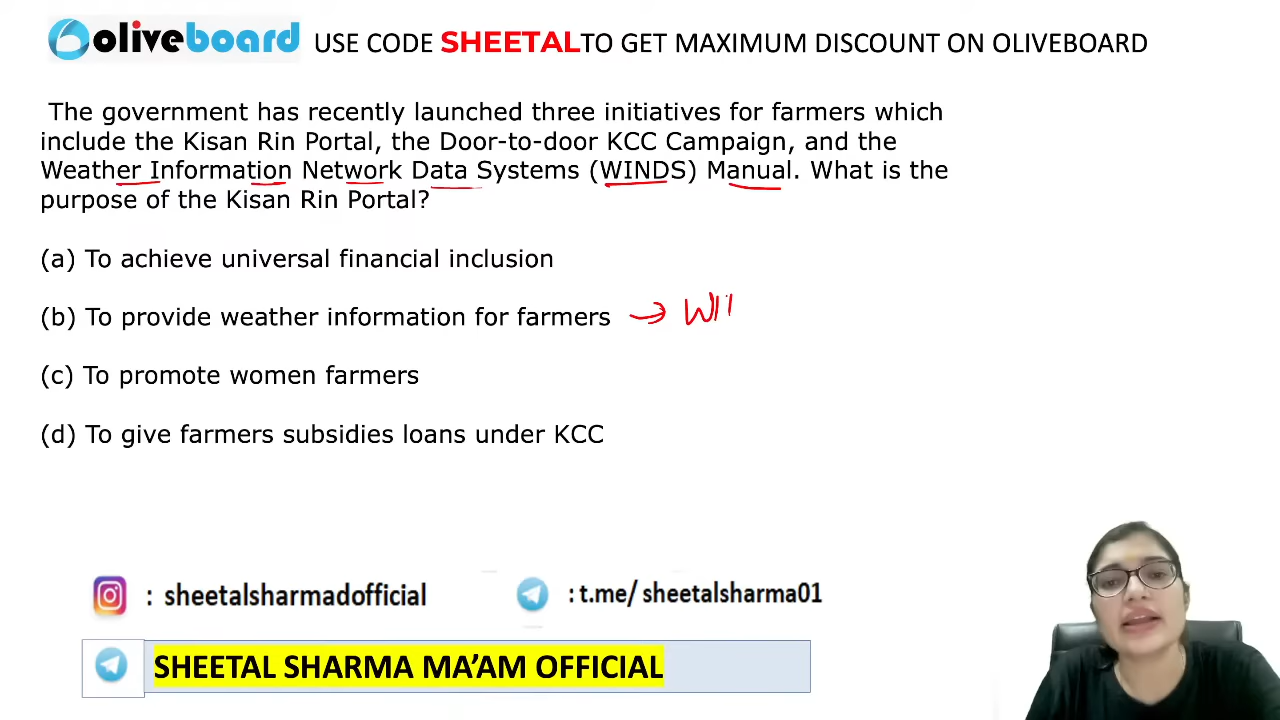 oliveboard USE CODE SHEETAL TO GET MAXIMUM DISCOUNT ON OLIVEBOARD
The government has recently launched three initiatives for farmers which
include the Kisan Rin Portal, the Door-to-door KCC Campaign, and the
Weather Information Network Data Systems (WINDS) Manual. What is the
purpose of the Kisan Rin Portal?
(a) To achieve universal financial inclusion
(b) To provide weather information for farmers
(c) To promote women farmers
(d) To give farmers subsidies loans under KCC
: sheetalsharmadofficial
: t.me/ sheetalsharma01
SHEETAL SHARMA MA’AM OFFICIAL